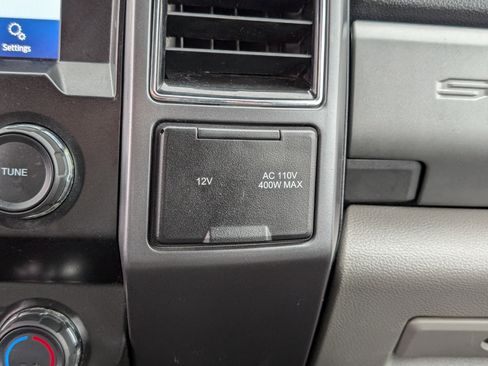 Settings
TUNE
12V
AC 110V
400W MAX